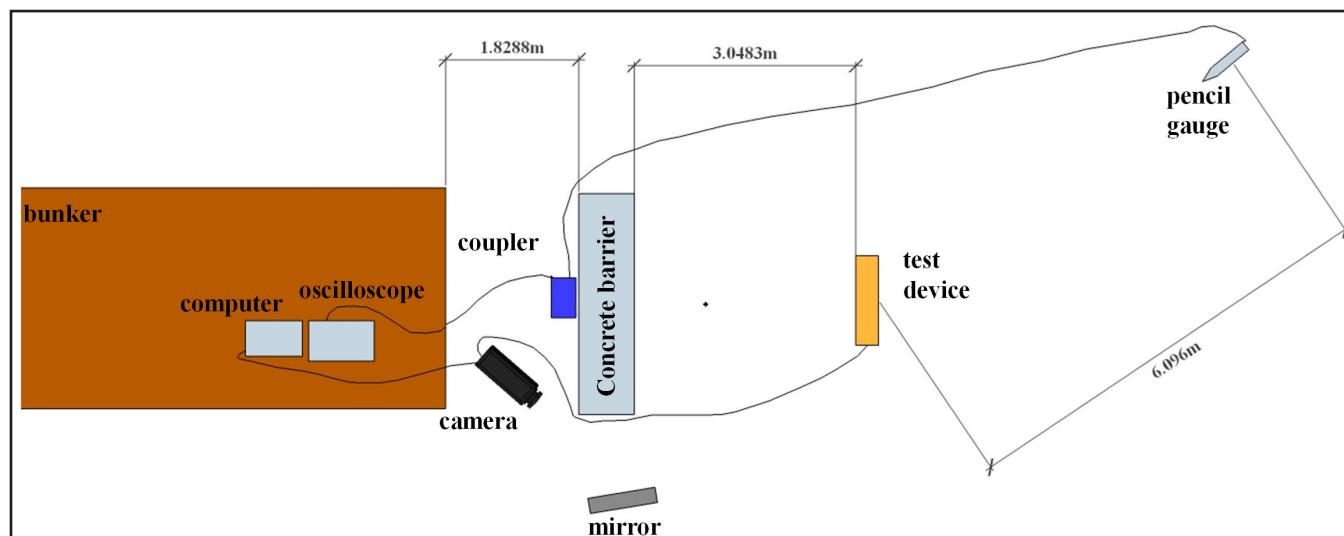 1.8288m
3.0483m
pencil
gauge
bunker
coupler
Concrete barrier
test
device
computer
oscilloscope
6.096m
camera
mirror